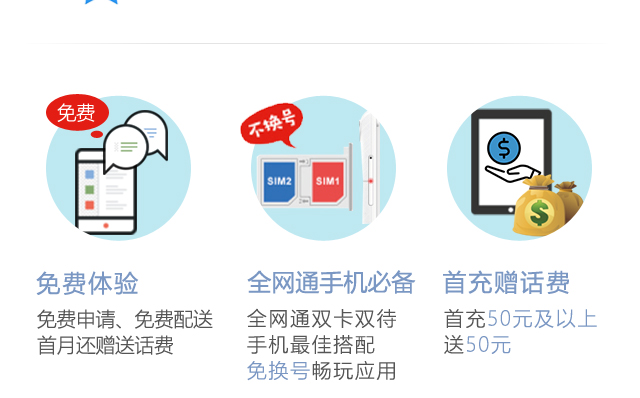 免费
不换号
SIM2
SIM1
免费体验
全网通手机必备
首充赠话费
免费申请、免费配送
首月还赠送话费
全网通双卡双待
手机最佳搭配
免换号畅玩应用
首充50元及以上
送50元